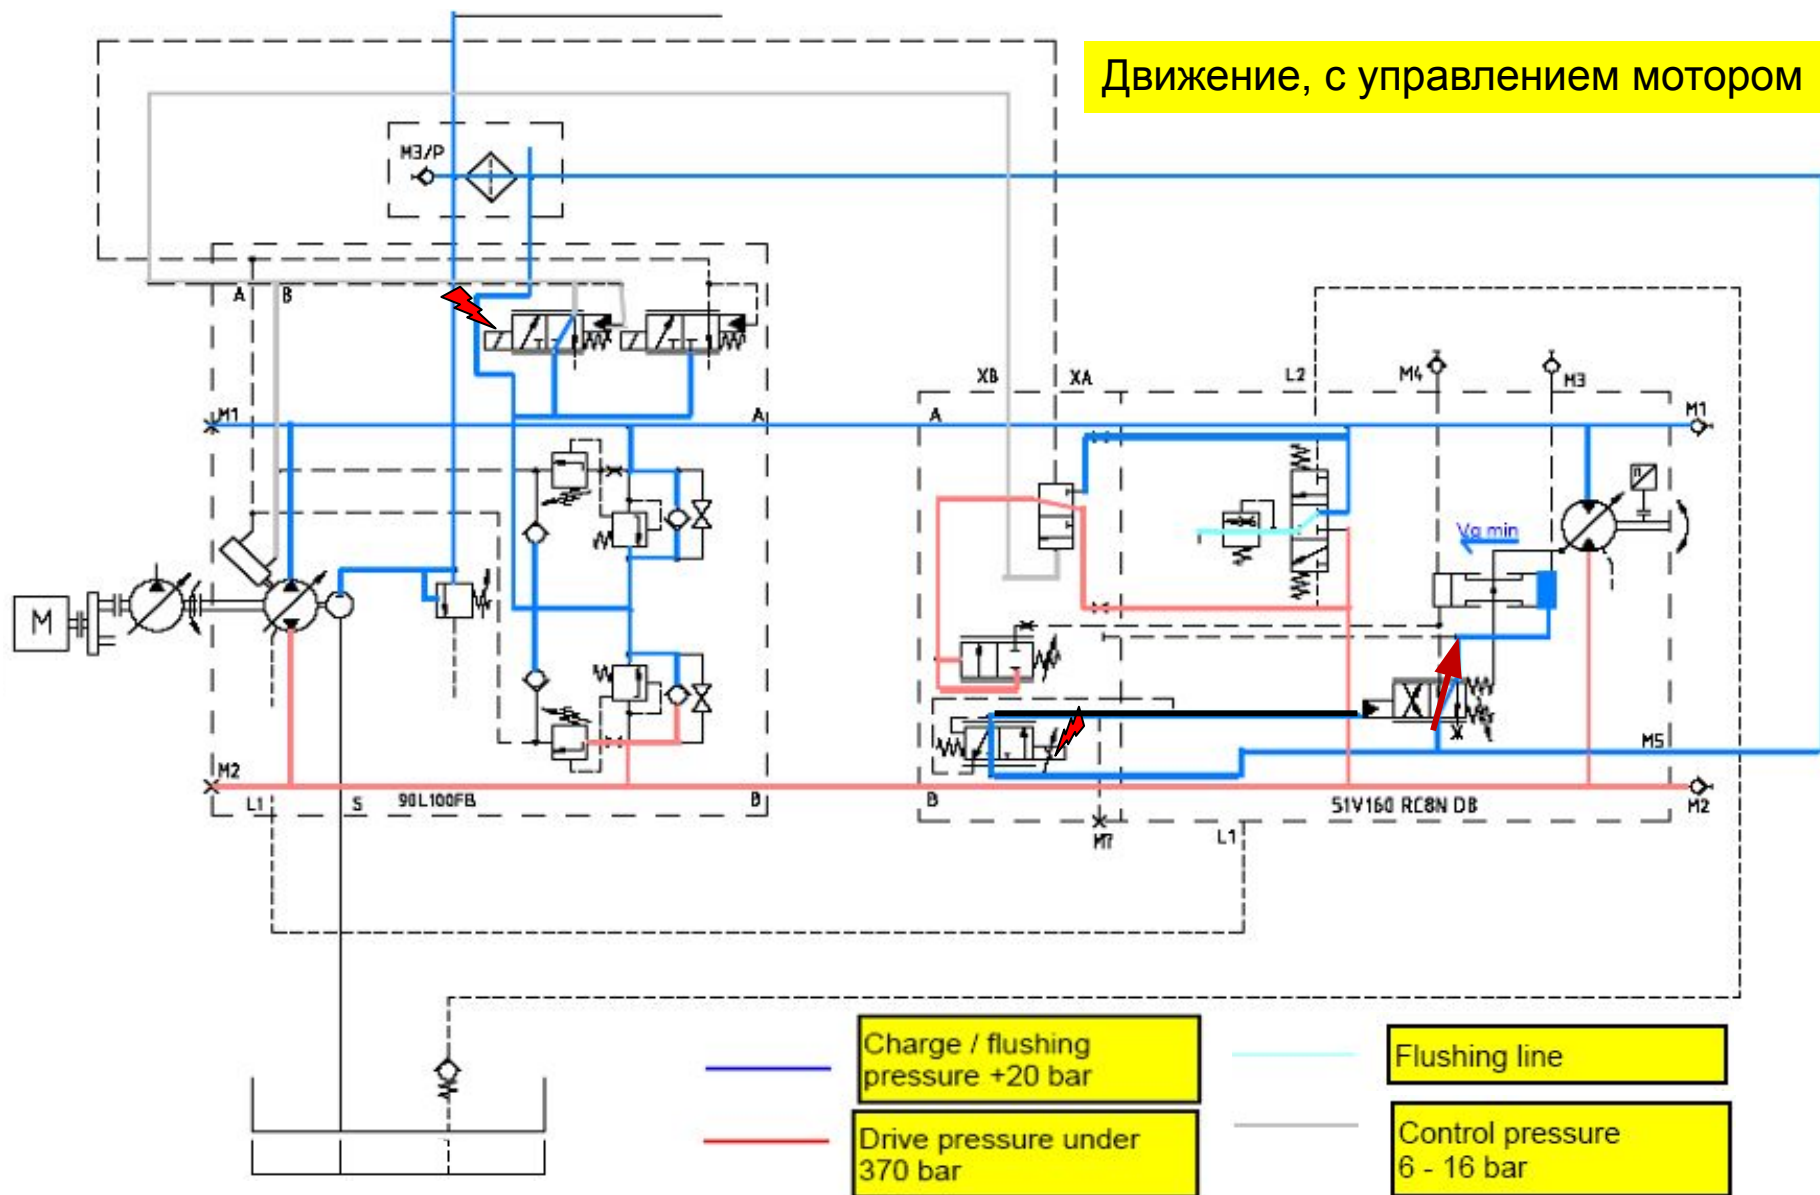 Движение, с управлением мотором
M3/P
A B
XB XA L2 M4 M3
M1 A A M1
n
Vg min
M
M2 M5
L1 S 90L100FB B B 51V160 RC8N DB M2
M7 L1
Charge / flushing
pressure +20 bar
Flushing line
Drive pressure under
370 bar
Control pressure
6 - 16 bar